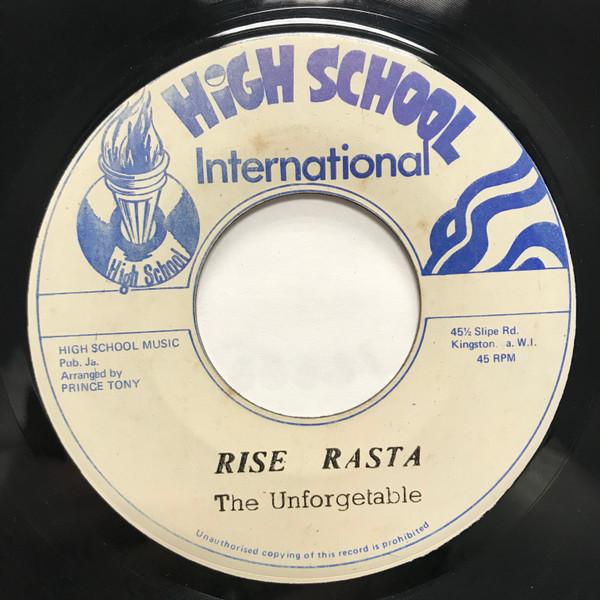 HiGH SCHOOL
International
High School
HIGH SCHOOL MUSIC
Pub. Ja.
Arranged by
PRINCE TONY
45½ Slipe Rd.
Kingston. a. W.I.
45 RPM
RISE RASTA
The Unforgetable
Unauthorised copying of this record is prohibited